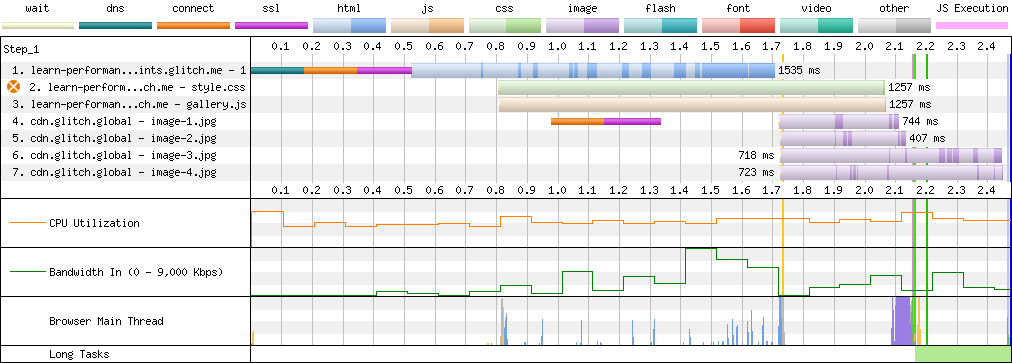 wait dns connect ssl html js css image flash font video other JS Execution
Step_1 0.1 0.2 0.3 0.4 0.5 0.6 0.7 0.8 0.9 1.0 1.1 1.2 1.3 1.4 1.5 1.6 1.7 1.8 1.9 2.0 2.1 2.2 2.3 2.4
1. learn-performan...ints.glitch.me - 1 1535 ms
2. learn-perform...ch.me - style.css 1257 ms
3. learn-performan...ch.me - gallery.js 1257 ms
4. cdn.glitch.global - image-1.jpg 744 ms
5. cdn.glitch.global - image-2.jpg 407 ms
6. cdn.glitch.global - image-3.jpg 718 ms
7. cdn.glitch.global - image-4.jpg 723 ms
0.1 0.2 0.3 0.4 0.5 0.6 0.7 0.8 0.9 1.0 1.1 1.2 1.3 1.4 1.5 1.6 1.7 1.8 1.9 2.0 2.1 2.2 2.3 2.4
CPU Utilization
Bandwidth In (0 - 9,000 Kbps)
Browser Main Thread
Long Tasks